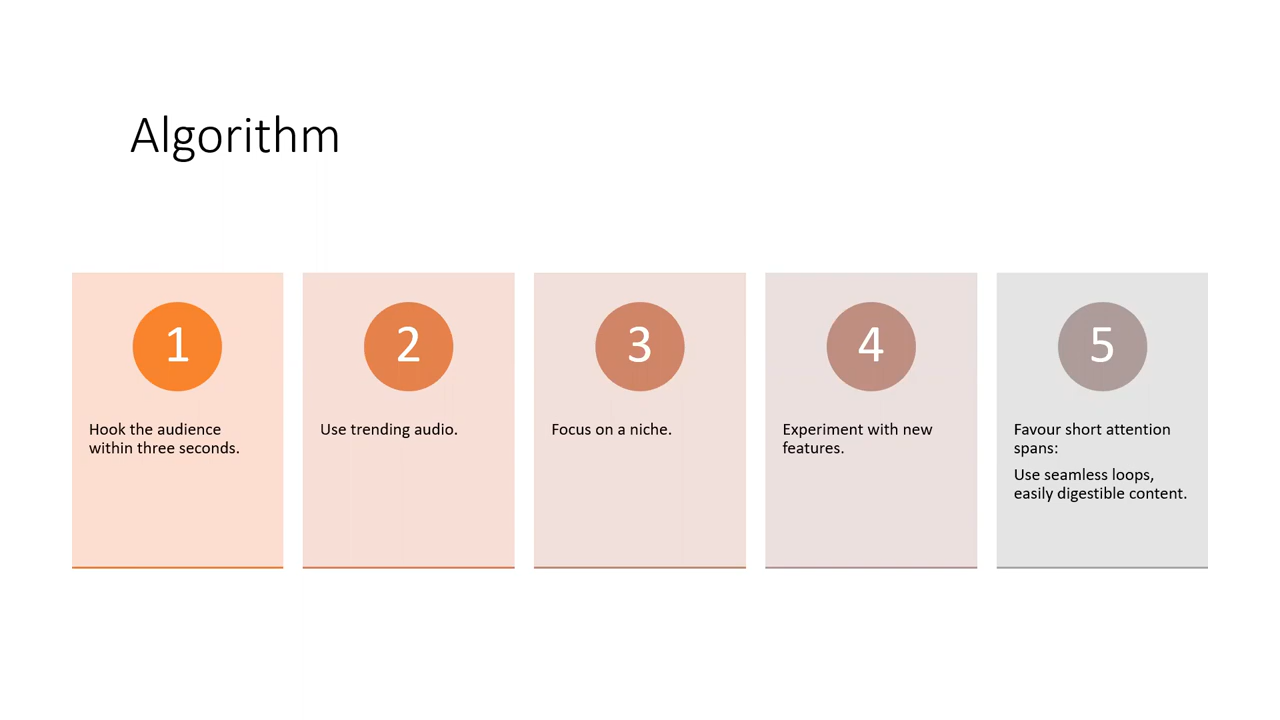 Algorithm
1
Hook the audience
within three seconds.
2
Use trending audio.
3
Focus on a niche.
4
Experiment with new
features.
5
Favour short attention
spans:
Use seamless loops,
easily digestible content.